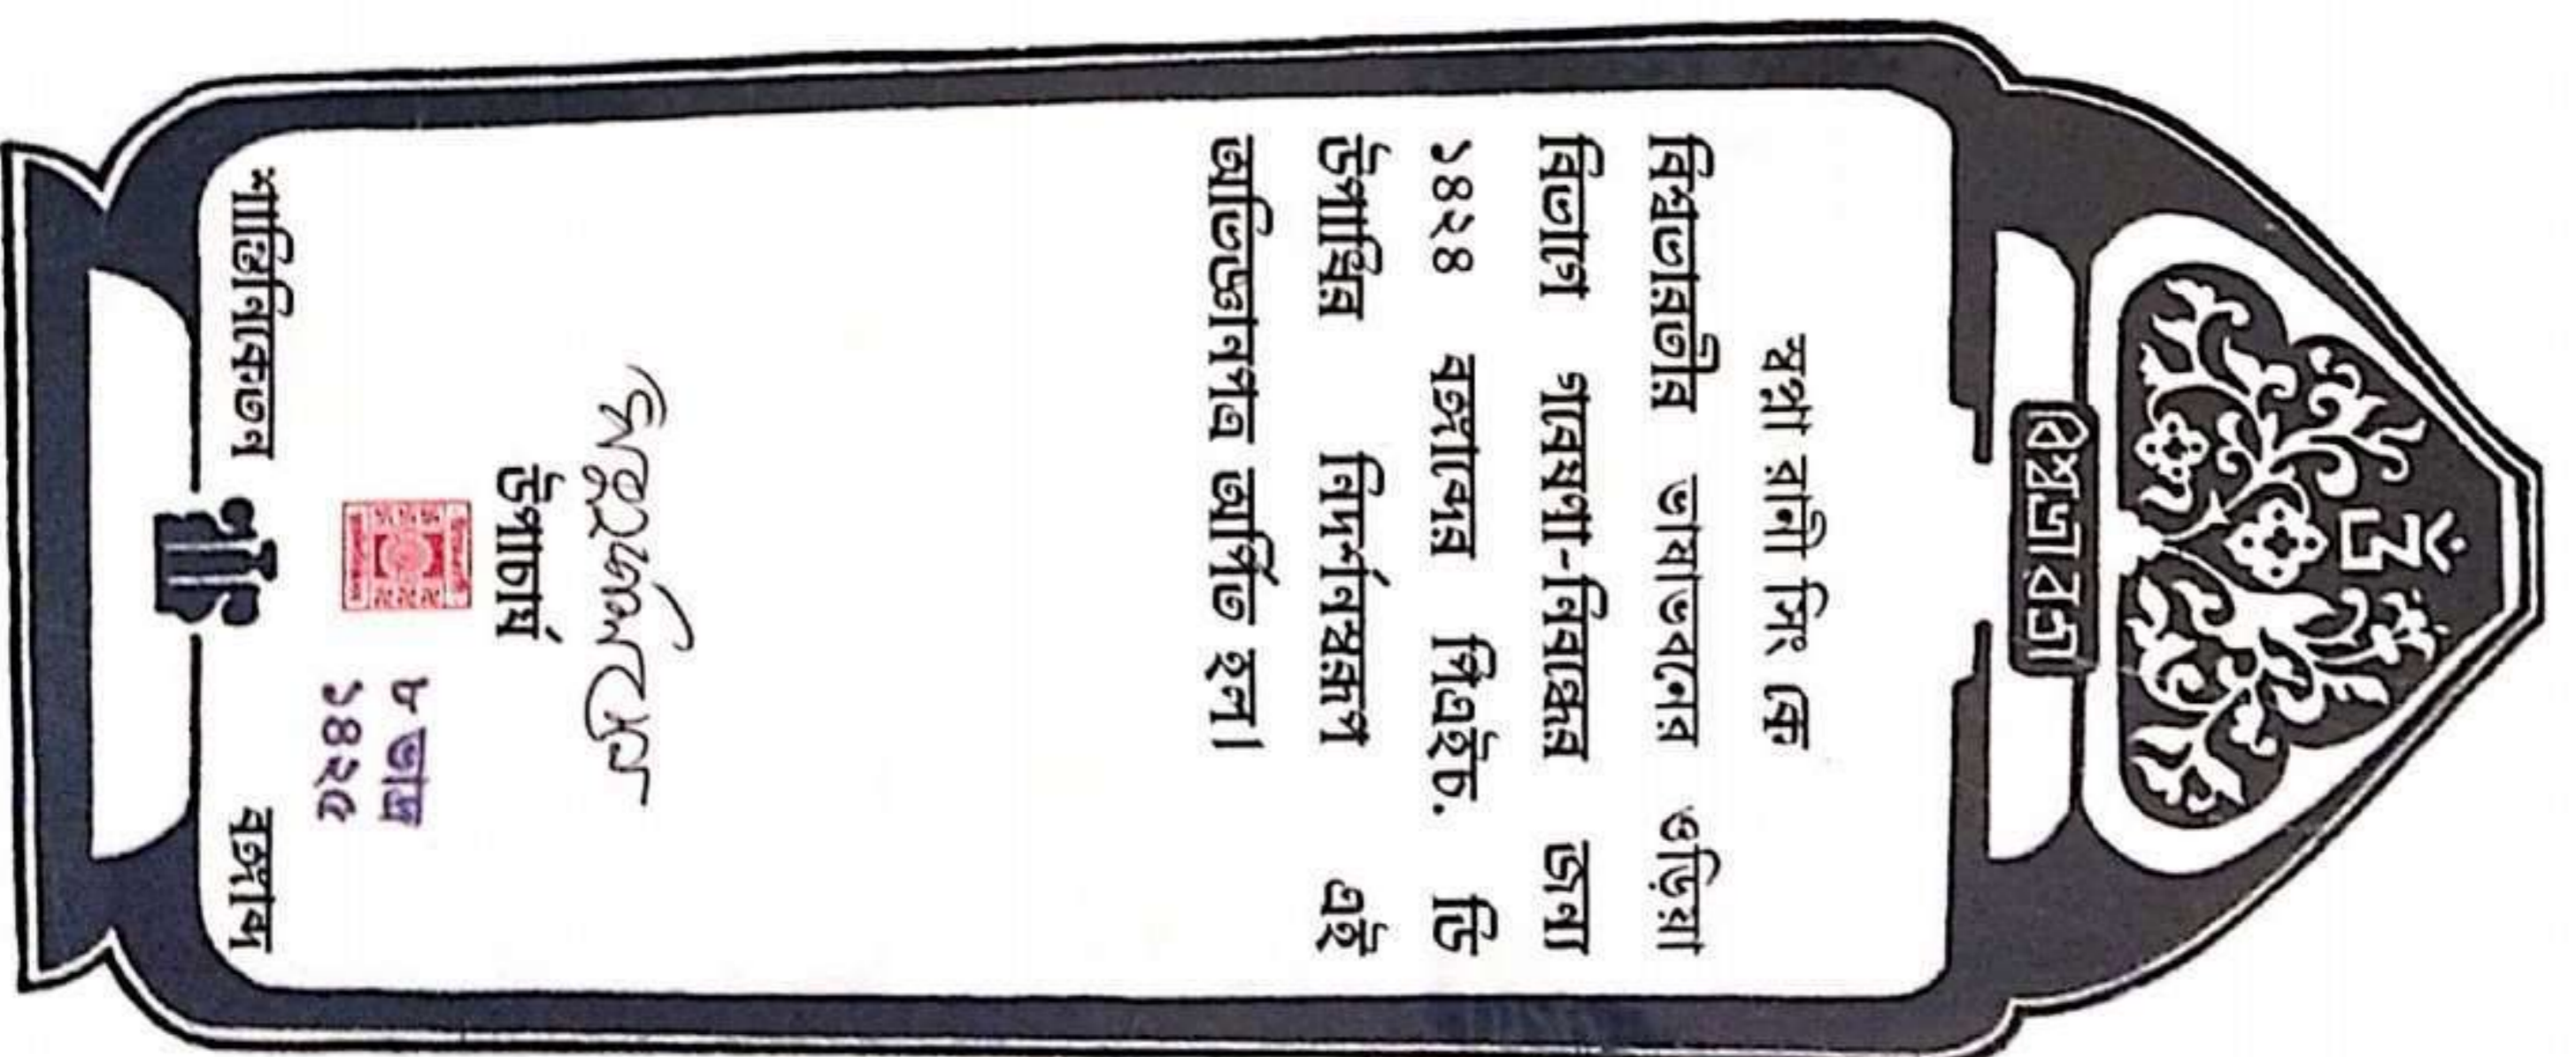 ওঁ
বিশ্বভারতী
স্বপ্না রানী সিং কে
বিশ্বভারতীর ভাষাভবনের ওড়িয়া
বিভাগে গবেষণা-নিবন্ধের জন্য
১৪২৪ বঙ্গাব্দের পিএইচ. ডি
উপাধির নিদর্শনস্বরূপ এই
অভিজ্ঞানপত্র অর্পিত হল।
উপাচার্য
৮ ভাদ্র
১৪২৫
শান্তিনিকেতন বঙ্গাব্দ